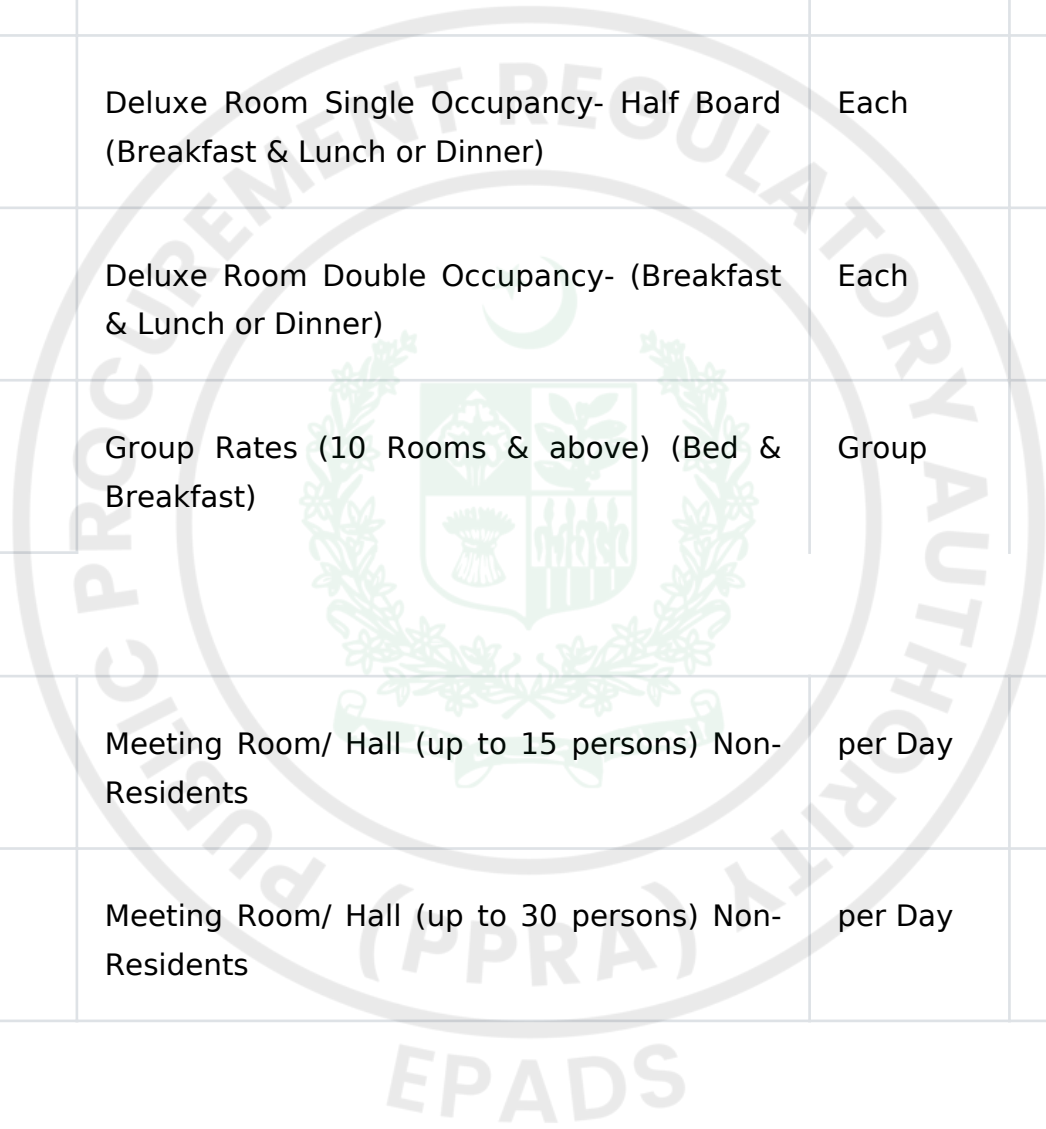 Deluxe Room Single Occupancy- Half Board Each
(Breakfast & Lunch or Dinner)
Deluxe Room Double Occupancy- (Breakfast Each
& Lunch or Dinner)
Group Rates (10 Rooms & above) (Bed & Group
Breakfast)
Meeting Room/ Hall (up to 15 persons) Non- per Day
Residents
Meeting Room/ Hall (up to 30 persons) Non- per Day
Residents
PUBLIC PROCUREMENT REGULATORY AUTHORITY
(PPRA)
EPADS